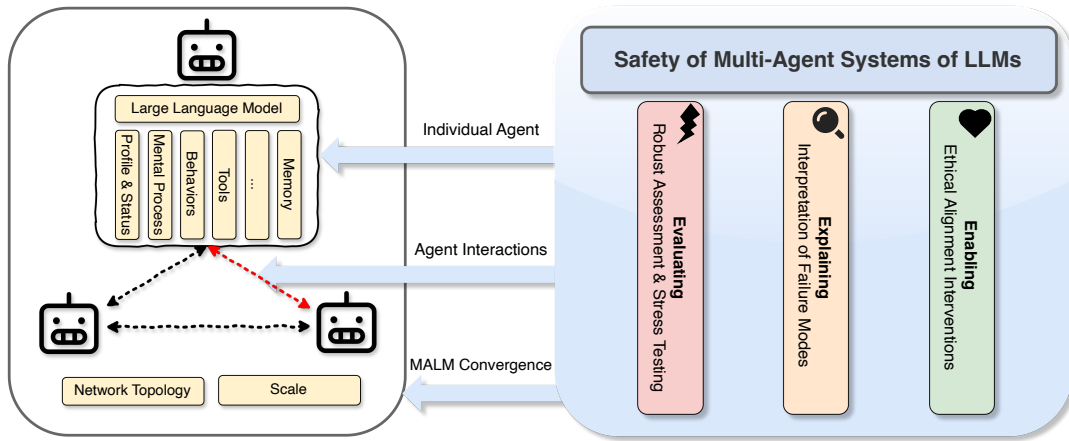 Large Language Model
Profile & Status
Mental Process
Behaviors
Tools
...
Memory
Network Topology
Scale
Individual Agent
Agent Interactions
MALM Convergence
Safety of Multi-Agent Systems of LLMs
Evaluating
Robust Assessment & Stress Testing
Explaining
Interpretation of Failure Modes
Enabling
Ethical Alignment Interventions